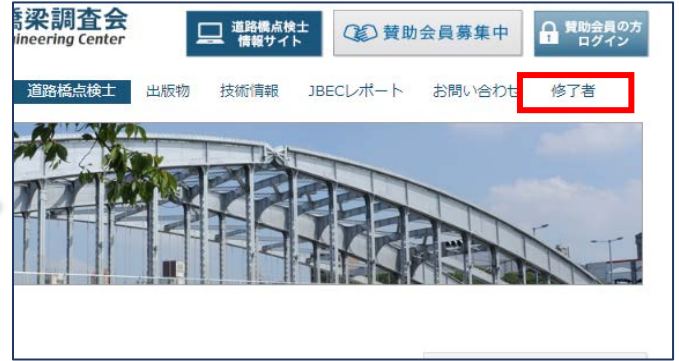 橋梁調査会
ineering Center
道路橋点検士
情報サイト
賛助会員募集中
賛助会員の方
ログイン
道路橋点検士 出版物 技術情報 JBECレポート お問い合わせ 修了者